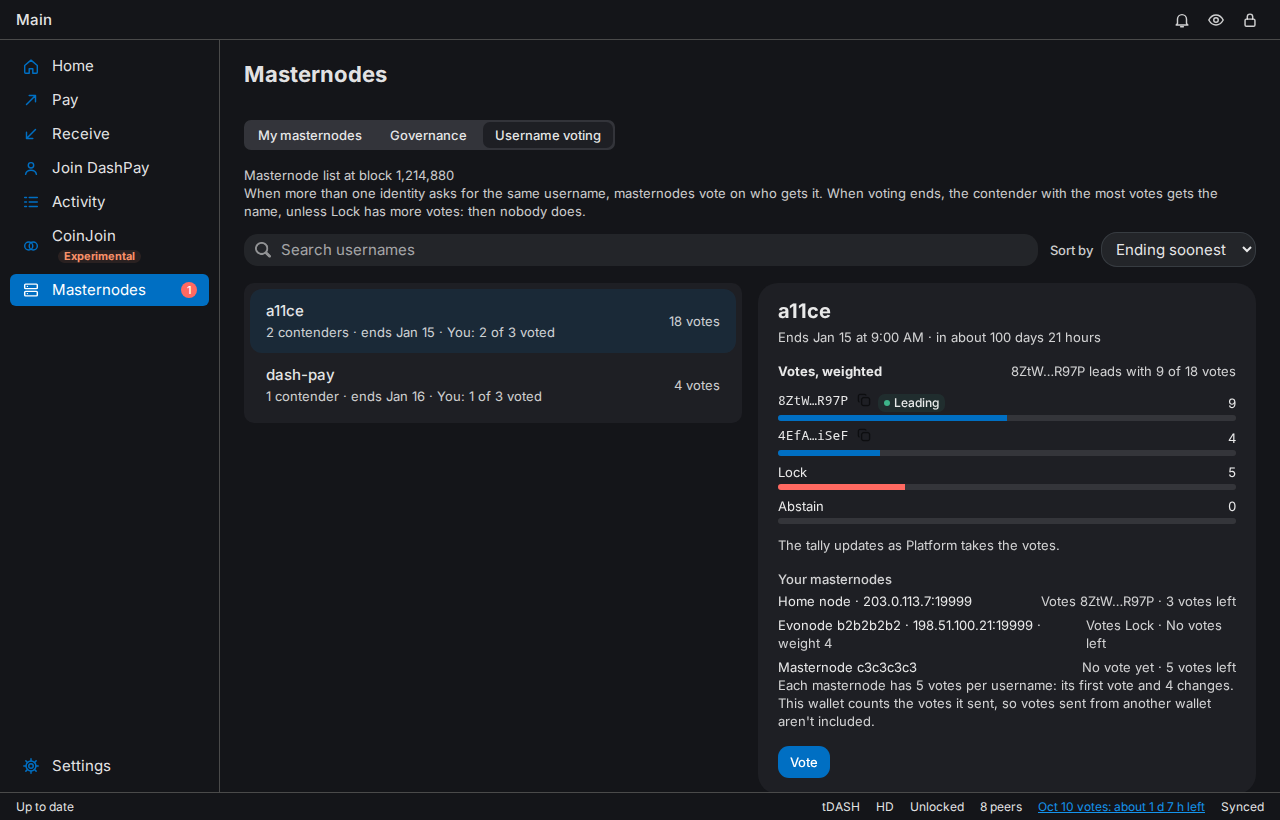 Main
Home
Pay
Receive
Join DashPay
Activity
CoinJoin
Experimental
Masternodes 1
Settings
Masternodes
My masternodes Governance Username voting
Masternode list at block 1,214,880
When more than one identity asks for the same username, masternodes vote on who gets it. When voting ends, the contender with the most votes gets the
name, unless Lock has more votes: then nobody does.
Search usernames Sort by Ending soonest
a11ce
2 contenders · ends Jan 15 · You: 2 of 3 voted 18 votes
dash-pay
1 contender · ends Jan 16 · You: 1 of 3 voted 4 votes
a11ce
Ends Jan 15 at 9:00 AM · in about 100 days 21 hours
Votes, weighted 8ZtW…R97P leads with 9 of 18 votes
8ZtW…R97P Leading 9
4EfA…iSeF 4
Lock 5
Abstain 0
The tally updates as Platform takes the votes.
Your masternodes
Home node · 203.0.113.7:19999 Votes 8ZtW…R97P · 3 votes left
Evonode b2b2b2b2 · 198.51.100.21:19999 · Votes Lock · No votes
weight 4 left
Masternode c3c3c3c3 No vote yet · 5 votes left
Each masternode has 5 votes per username: its first vote and 4 changes.
This wallet counts the votes it sent, so votes sent from another wallet
aren't included.
Vote
Up to date tDASH HD Unlocked 8 peers Oct 10 votes: about 1 d 7 h left Synced